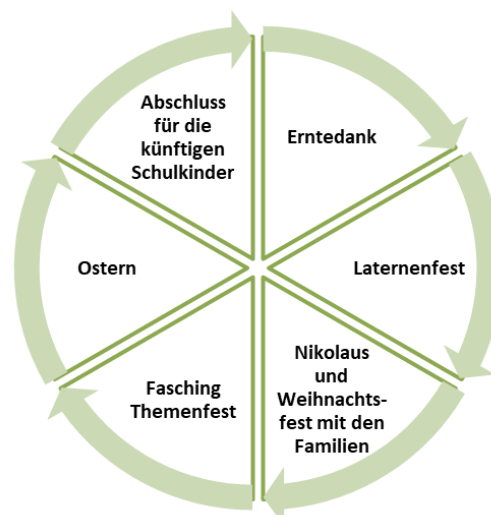 Abschluss
für die
künftigen
Schulkinder
Erntedank
Laternenfest
Nikolaus
und
Weihnachts-
fest mit den
Familien
Fasching
Themenfest
Ostern